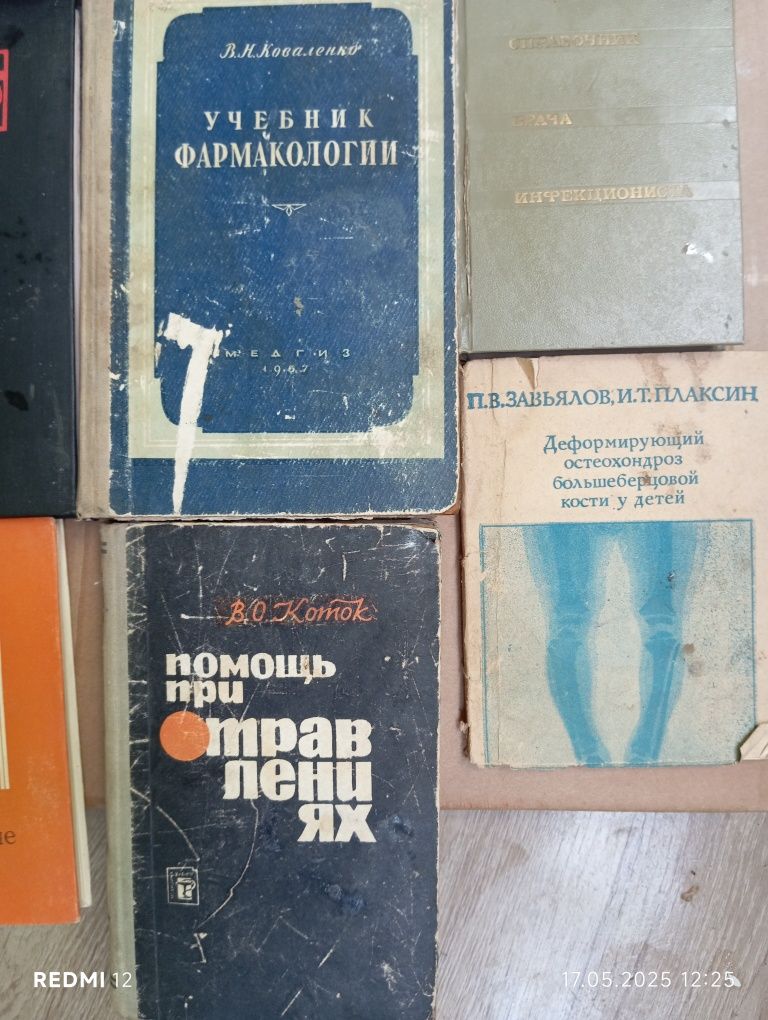 В.Н.Коваленко
УЧЕБНИК
ФАРМАКОЛОГИИ
МЕДГИЗ
1967
СПРАВОЧНИК
ВРАЧА
ИНФЕКЦИОНИСТА
П.В.ЗАВЬЯЛОВ, И.Т.ПЛАКСИН
Деформирующий
остеохондроз
большеберцовой
кости у детей
В.О.Коток
помощь
при
отрав
лени
ях
REDMI 12
17.05.2025 12:25